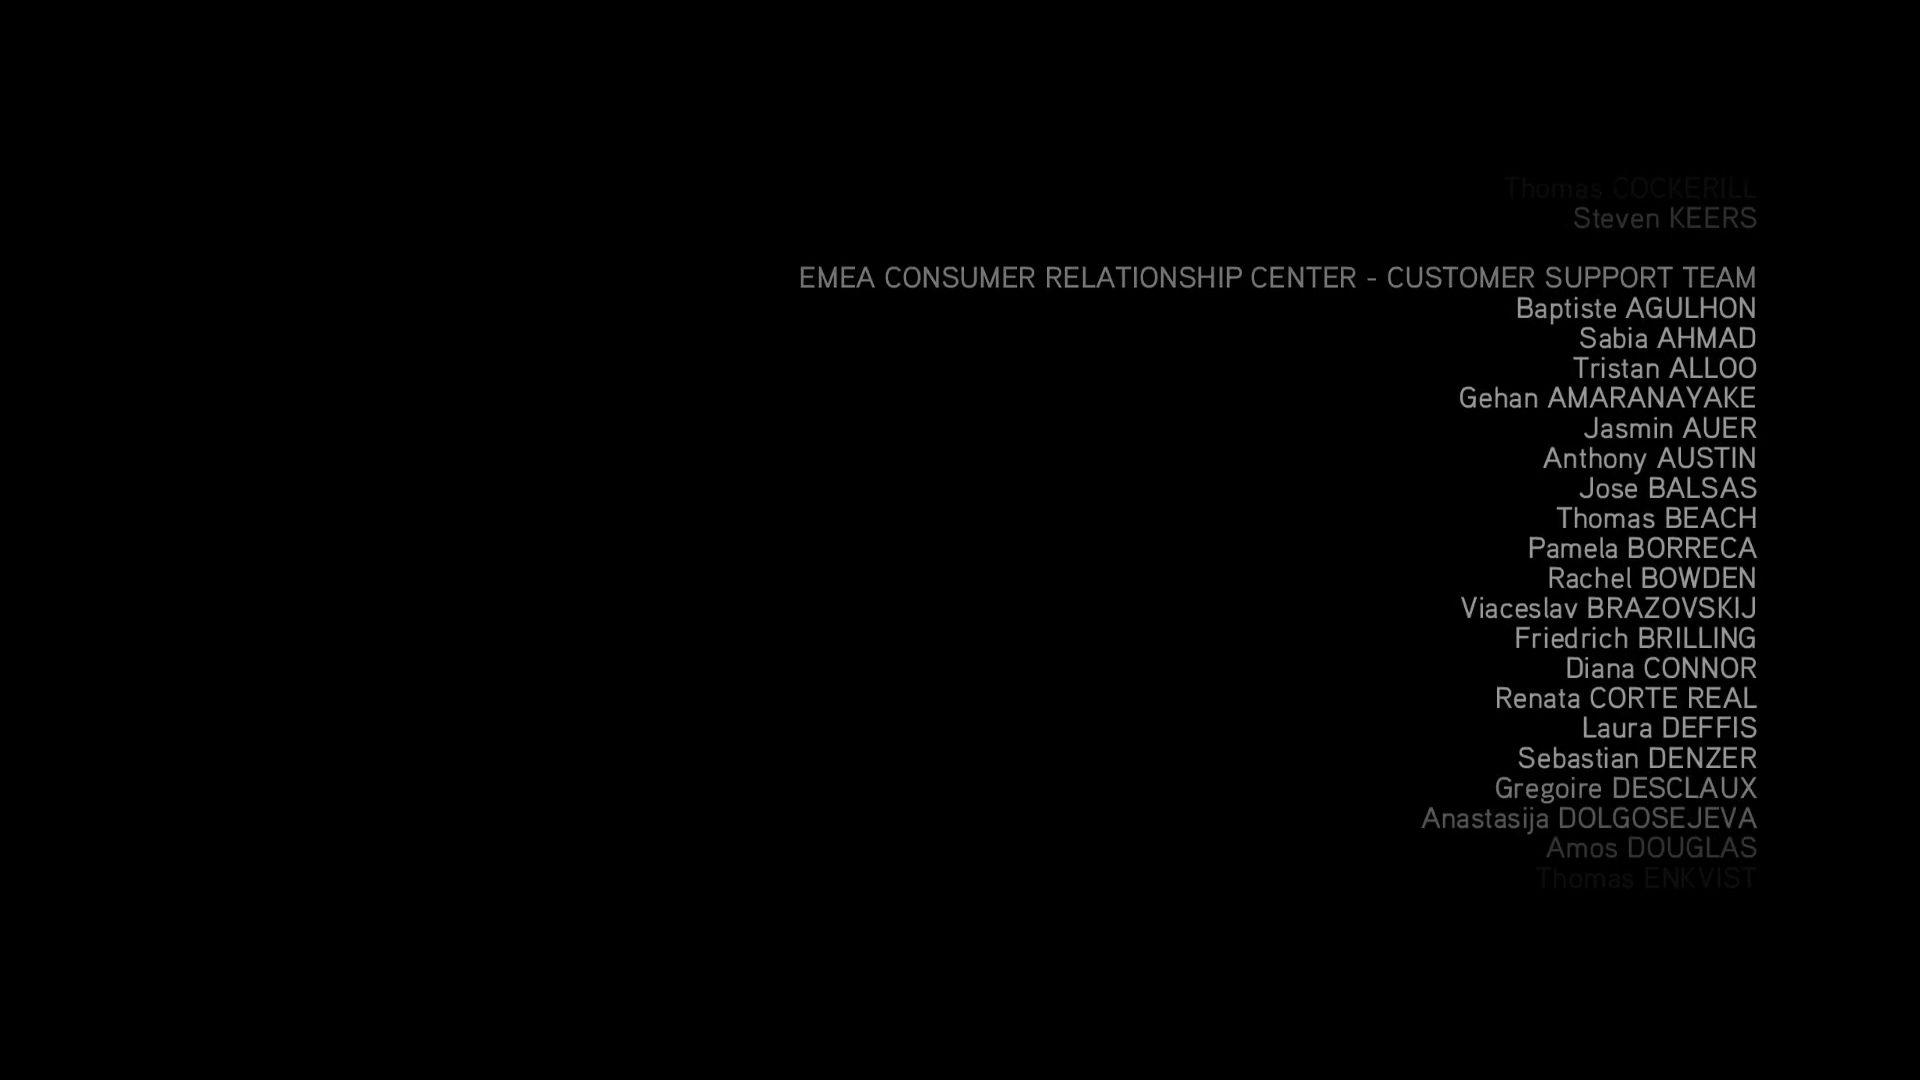 Thomas COCKERILL
Steven KEERS
EMEA CONSUMER RELATIONSHIP CENTER - CUSTOMER SUPPORT TEAM
Baptiste AGULHON
Sabia AHMAD
Tristan ALLOO
Gehan AMARANAYAKE
Jasmin AUER
Anthony AUSTIN
Jose BALSAS
Thomas BEACH
Pamela BORRECA
Rachel BOWDEN
Viaceslav BRAZOVSKIJ
Friedrich BRILLING
Diana CONNOR
Renata CORTE REAL
Laura DEFFIS
Sebastian DENZER
Gregoire DESCLAUX
Anastasija DOLGOSEJEVA
Amos DOUGLAS
Thomas ENKVIST